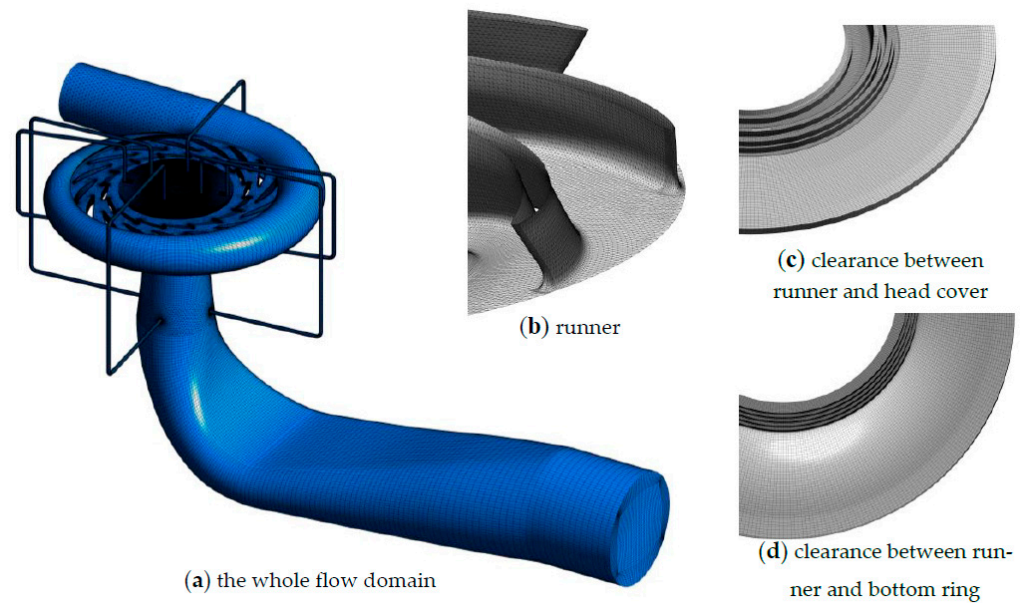 (a) the whole flow domain
(b) runner
(c) clearance between
runner and head cover
(d) clearance between run-
ner and bottom ring